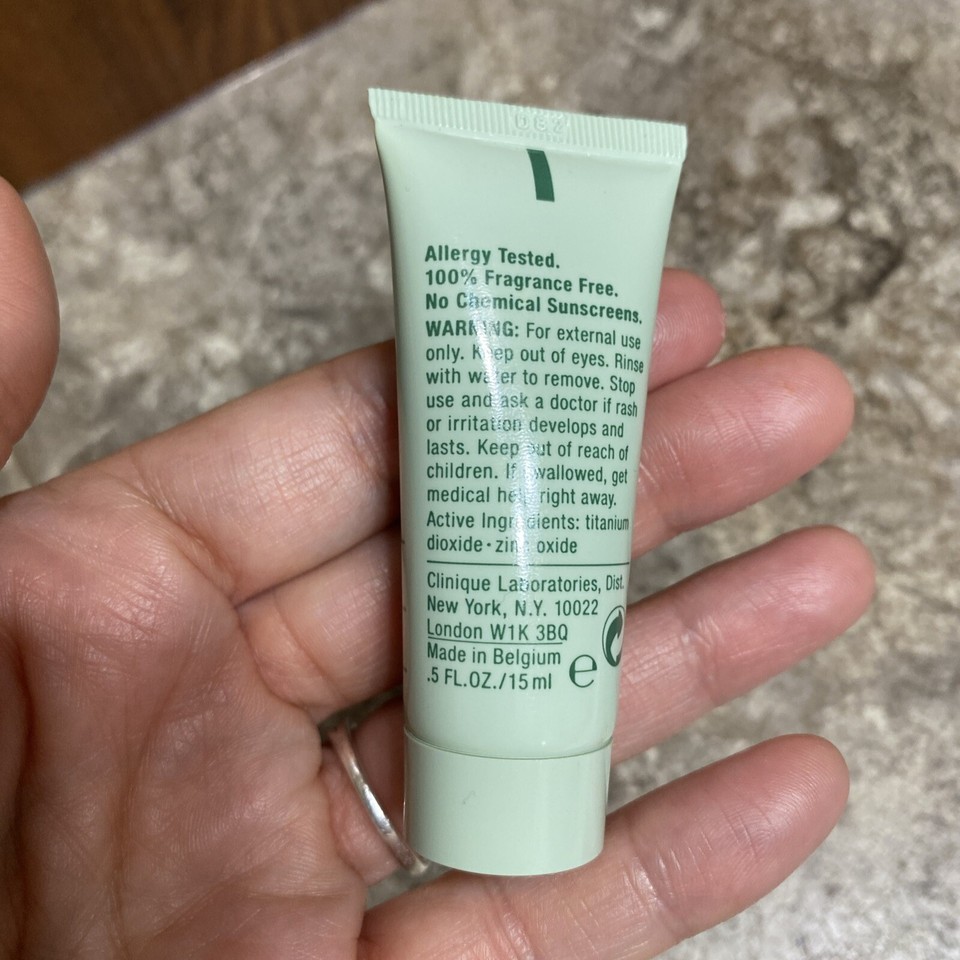 Allergy Tested.
100% Fragrance Free.
No Chemical Sunscreens.
WARNING: For external use
only. Keep out of eyes. Rinse
with water to remove. Stop
use and ask a doctor if rash
or irritation develops and
lasts. Keep out of reach of
children. If swallowed, get
medical help right away.
Active Ingredients: titanium
dioxide • zinc oxide
Clinique Laboratories, Dist.
New York, N.Y. 10022
London W1K 3BQ
Made in Belgium
.5 FL.OZ./15 ml e